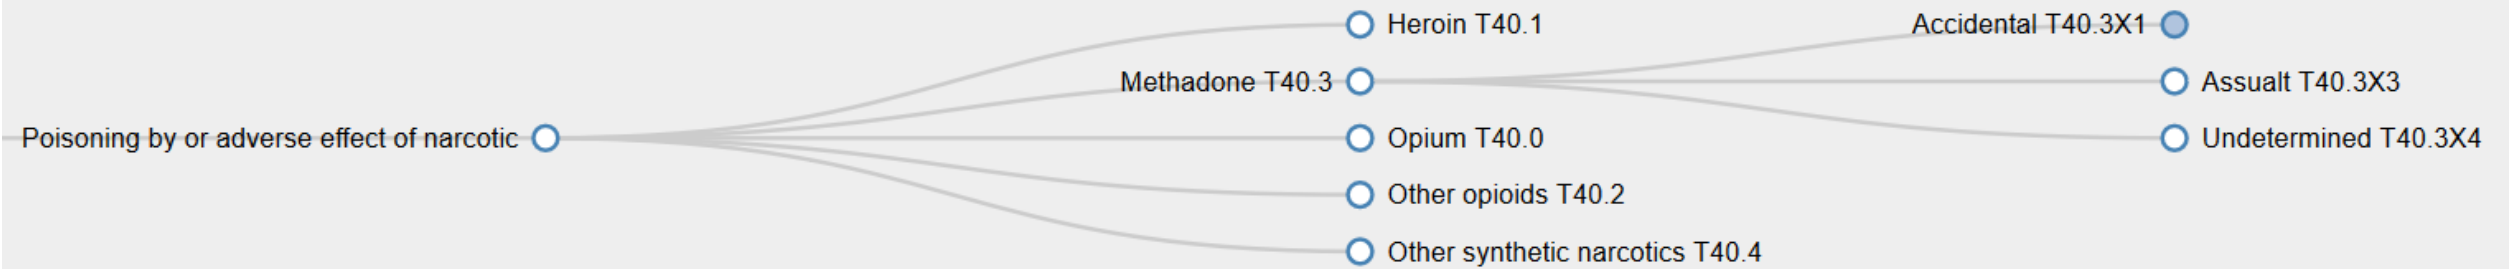 Poisoning by or adverse effect of narcotic
Heroin T40.1
Methadone T40.3
Opium T40.0
Other opioids T40.2
Other synthetic narcotics T40.4
Accidental T40.3X1
Assualt T40.3X3
Undetermined T40.3X4